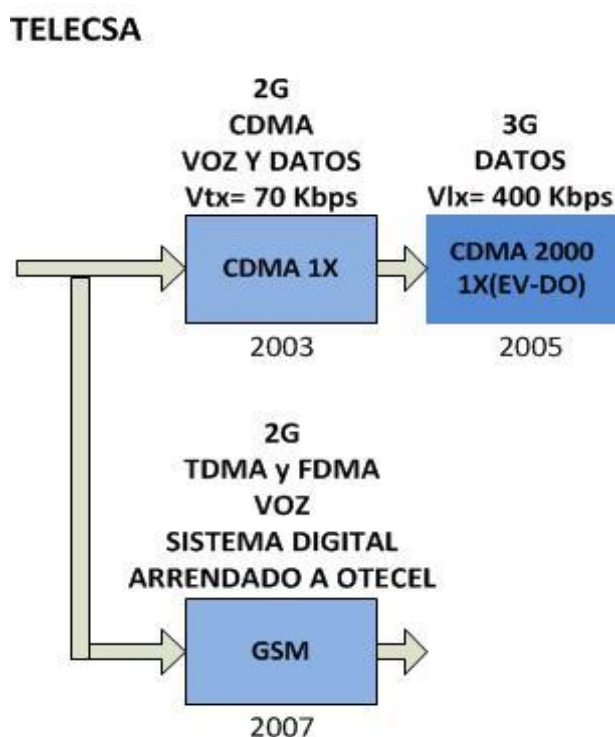 TELECSA
2G
CDMA
VOZ Y DATOS
Vtx= 70 Kbps
CDMA 1X
2003
3G
DATOS
Vlx= 400 Kbps
CDMA 2000
1X(EV-DO)
2005
2G
TDMA y FDMA
VOZ
SISTEMA DIGITAL
ARRENDADO A OTECEL
GSM
2007